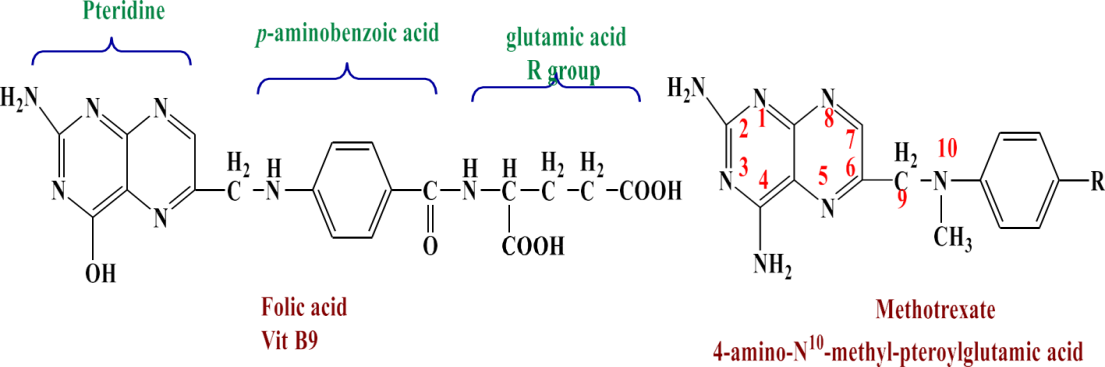 Pteridine
p-aminobenzoic acid
glutamic acid
R group
H2N
N
N
N
N
OH
H2
C
N
H
C
O
H
N
H
C
COOH
H2
C
H2
C
COOH
Folic acid
Vit B9
H2N
N
N
N
N
NH2
1
2
3
4
5
6
7
8
9
10
H2
C
N
CH3
R
Methotrexate
4-amino-N10-methyl-pteroylglutamic acid